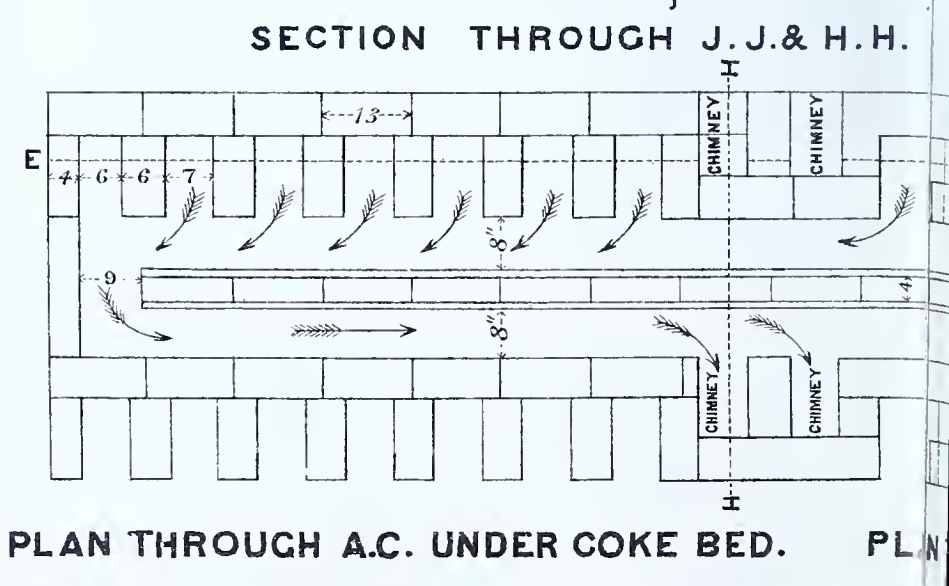 SECTION THROUGH J.J.& H.H.
H
CHIMNEY CHIMNEY
13
E
4 6 6 7
8"
9
4
8"
CHIMNEY CHIMNEY
H
PLAN THROUGH A.C. UNDER COKE BED. PL N